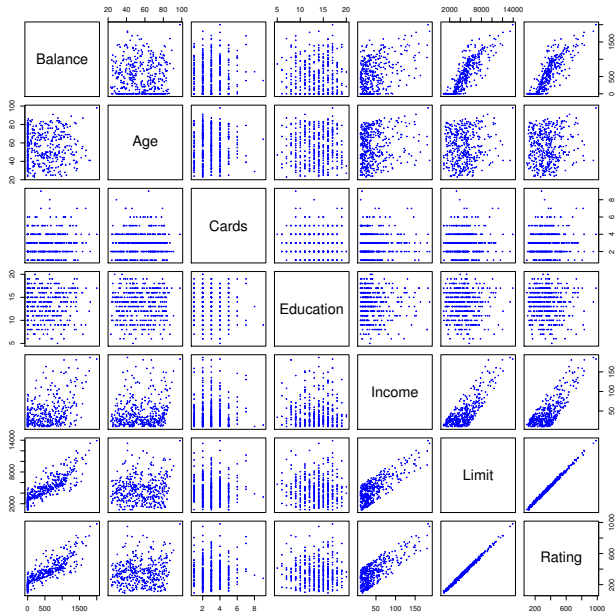 20 40 60 80 100
5 10 15 20
2000 8000 14000
Balance
0 500 1500
20 40 60 80 100
Age
Cards
2 4 6 8
5 10 15 20
Education
Income
50 100 150
2000 8000 14000
Limit
Rating
200 600 1000
0 500 1500
2 4 6 8
50 100 150
200 600 1000